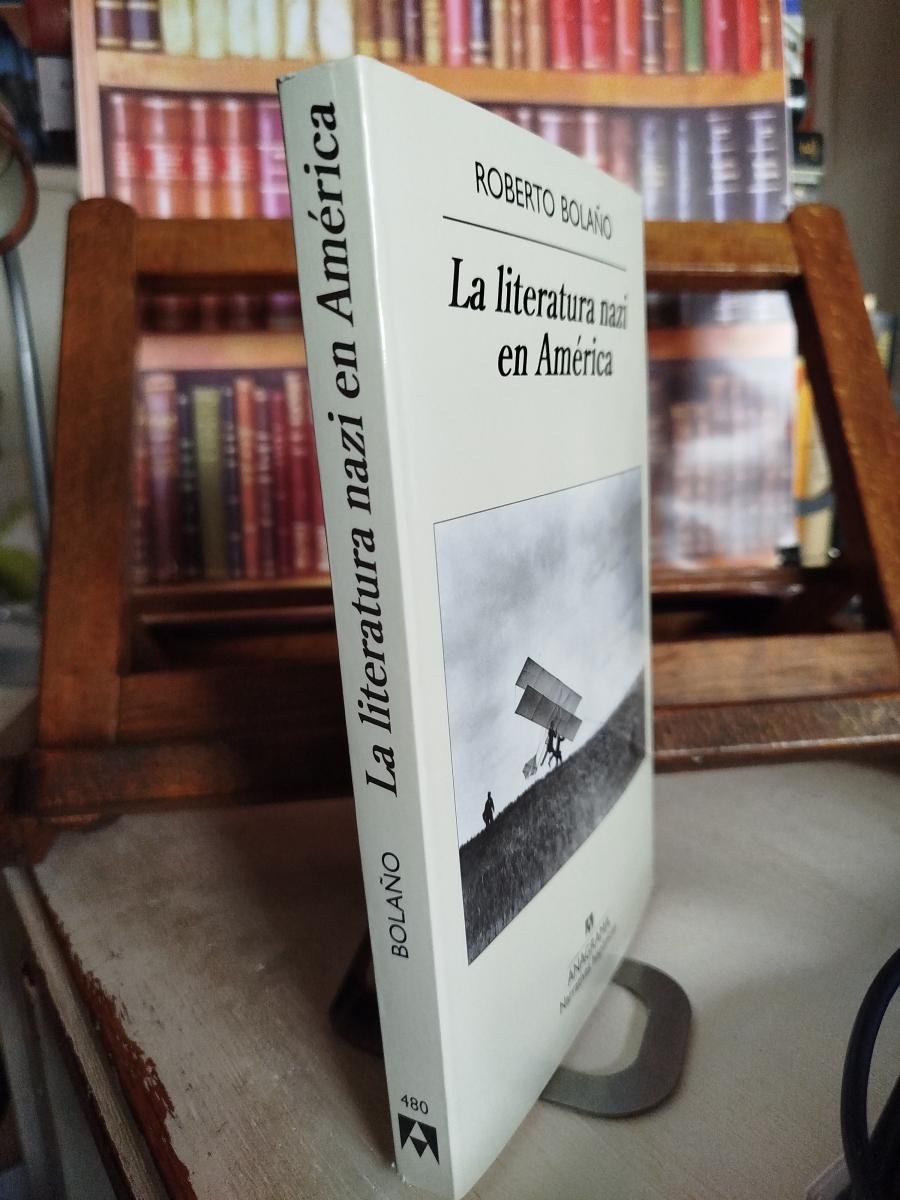 La literatura nazi en América
BOLAÑO
480
ROBERTO BOLAÑO
La literatura nazi
en América
ANAGRAMA